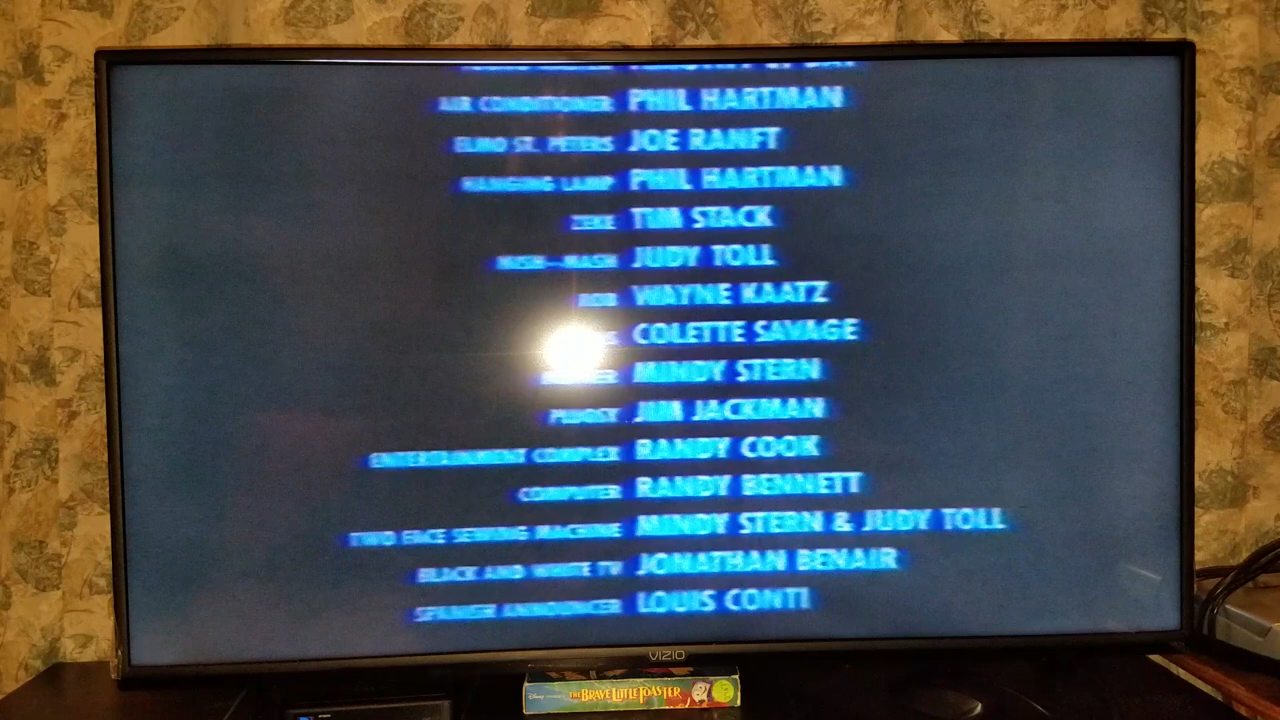 AIR CONDITIONER PHIL HARTMAN
ELMO ST. PETERS JOE RANFT
HANGING LAMP PHIL HARTMAN
ZEKE TIM STACK
MISH-MASH JUDY TOLL
ROB WAYNE KAATZ
COLETTE SAVAGE
MINDY STERN
PLUGSY JIM JACKMAN
ENTERTAINMENT COMPLEX RANDY COOK
COMPUTER RANDY BENNETT
TWO FACE SEWING MACHINE MINDY STERN & JUDY TOLL
BLACK AND WHITE TV JONATHAN BENAIR
SPANISH ANNOUNCER LOUIS CONTI
VIZIO
Disney THE BRAVE LITTLE TOASTER